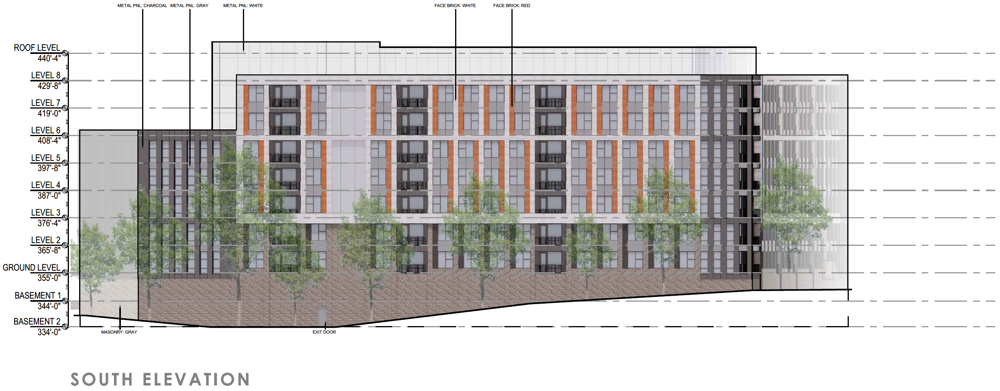 METAL PNL: CHARCOAL METAL PNL: GRAY METAL PNL: WHITE FACE BRICK: WHITE FACE BRICK: RED
ROOF LEVEL
440'-4"
LEVEL 8
429'-8"
LEVEL 7
419'-0"
LEVEL 6
408'-4"
LEVEL 5
397'-8"
LEVEL 4
387'-0"
LEVEL 3
376'-4"
LEVEL 2
365'-8"
GROUND LEVEL
355'-0"
BASEMENT 1
344'-0"
BASEMENT 2
334'-0"
MASONRY: GRAY EXIT DOOR
SOUTH ELEVATION